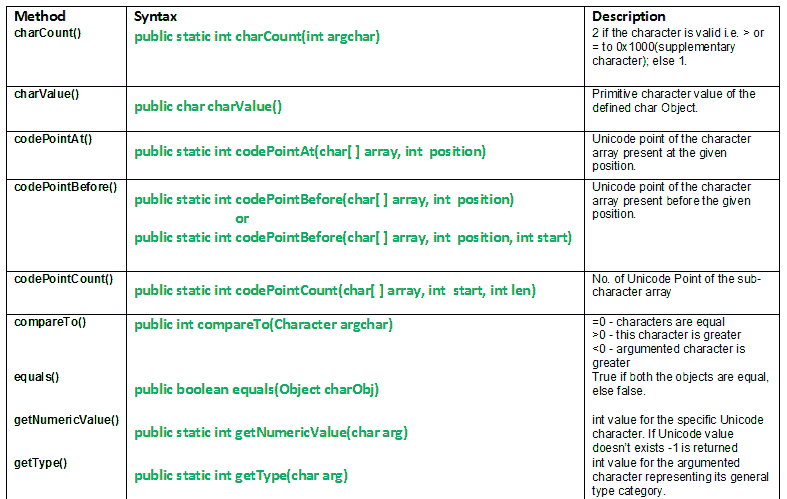 Method Syntax Description
charCount() public static int charCount(int argchar) 2 if the character is valid i.e. > or
= to 0x1000(supplementary
character); else 1.
charValue() Primitive character value of the
public char charValue() defined char Object.
codePointAt() Unicode point of the character
public static int codePointAt(char[ ] array, int position) array present at the given
position.
codePointBefore() Unicode point of the character
public static int codePointBefore(char[ ] array, int position) array present before the given
position.
or
public static int codePointBefore(char[ ] array, int position, int start)
codePointCount() No. of Unicode Point of the sub-
public static int codePointCount(char[ ] array, int start, int len) character array
compareTo() public int compareTo(Character argchar) =0 - characters are equal
>0 - this character is greater
<0 - argumented character is
greater
equals() True if both the objects are equal,
public boolean equals(Object charObj) else false.
getNumericValue() int value for the specific Unicode
public static int getNumericValue(char arg) character. If Unicode value
doesn't exists -1 is returned
getType() int value for the argumented
public static int getType(char arg) character representing its general
type category.